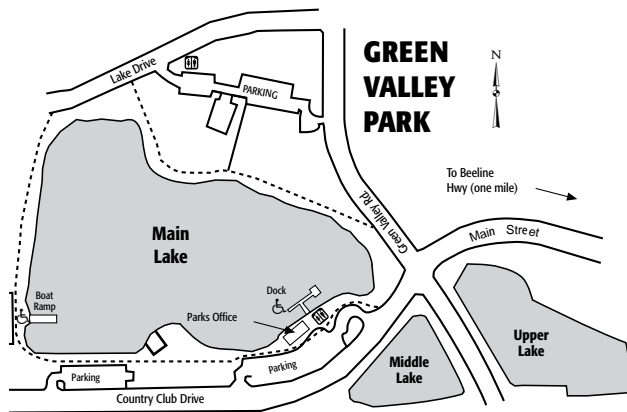 GREEN
VALLEY
PARK
N
Lake Drive
PARKING
To Beeline
Hwy (one mile)
Green Valley Rd.
Main Street
Main
Lake
Dock
Boat
Ramp
Parks Office
Upper
Lake
Middle
Lake
Parking
Parking
Country Club Drive